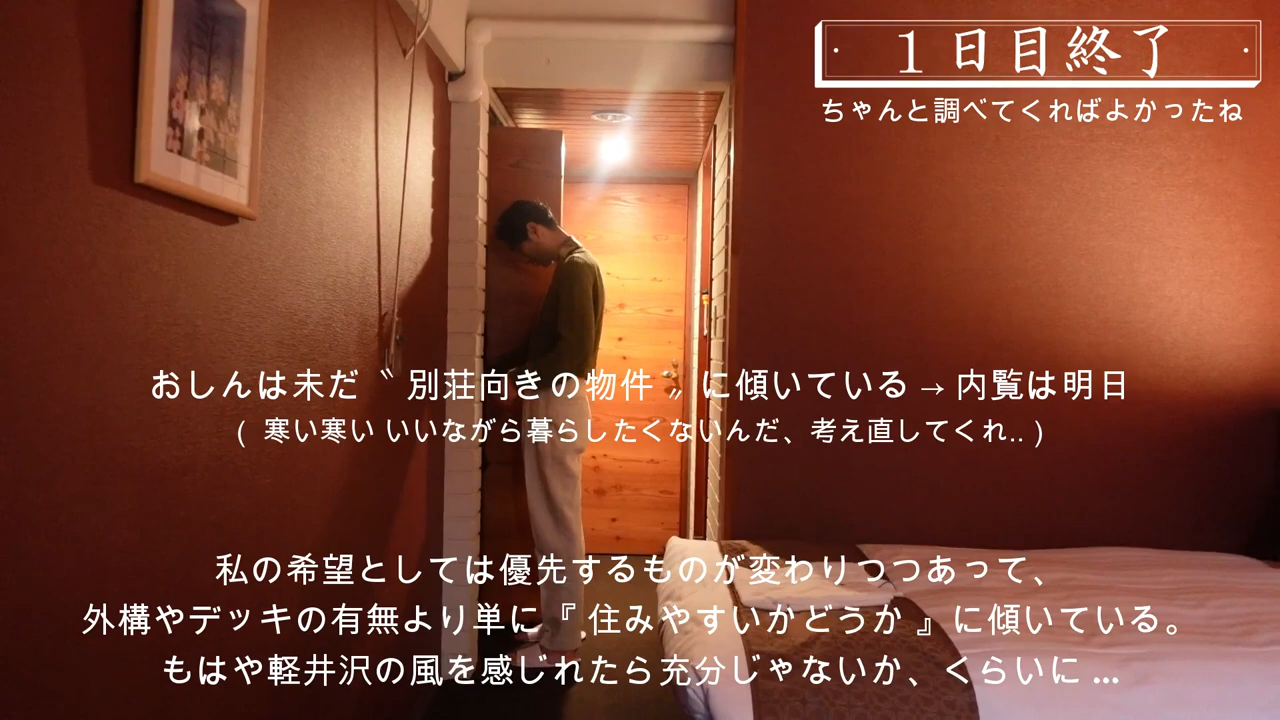 １日目終了
ちゃんと調べてくればよかったね
おしんは未だ〝 別荘向きの物件 〟に傾いている → 内覧は明日
( 寒い寒い いいながら暮らしたくないんだ、考え直してくれ.. )
私の希望としては優先するものが変わりつつあって、
外構やデッキの有無より単に『 住みやすいかどうか 』に傾いている。
もはや軽井沢の風を感じれたら充分じゃないか、くらいに ...